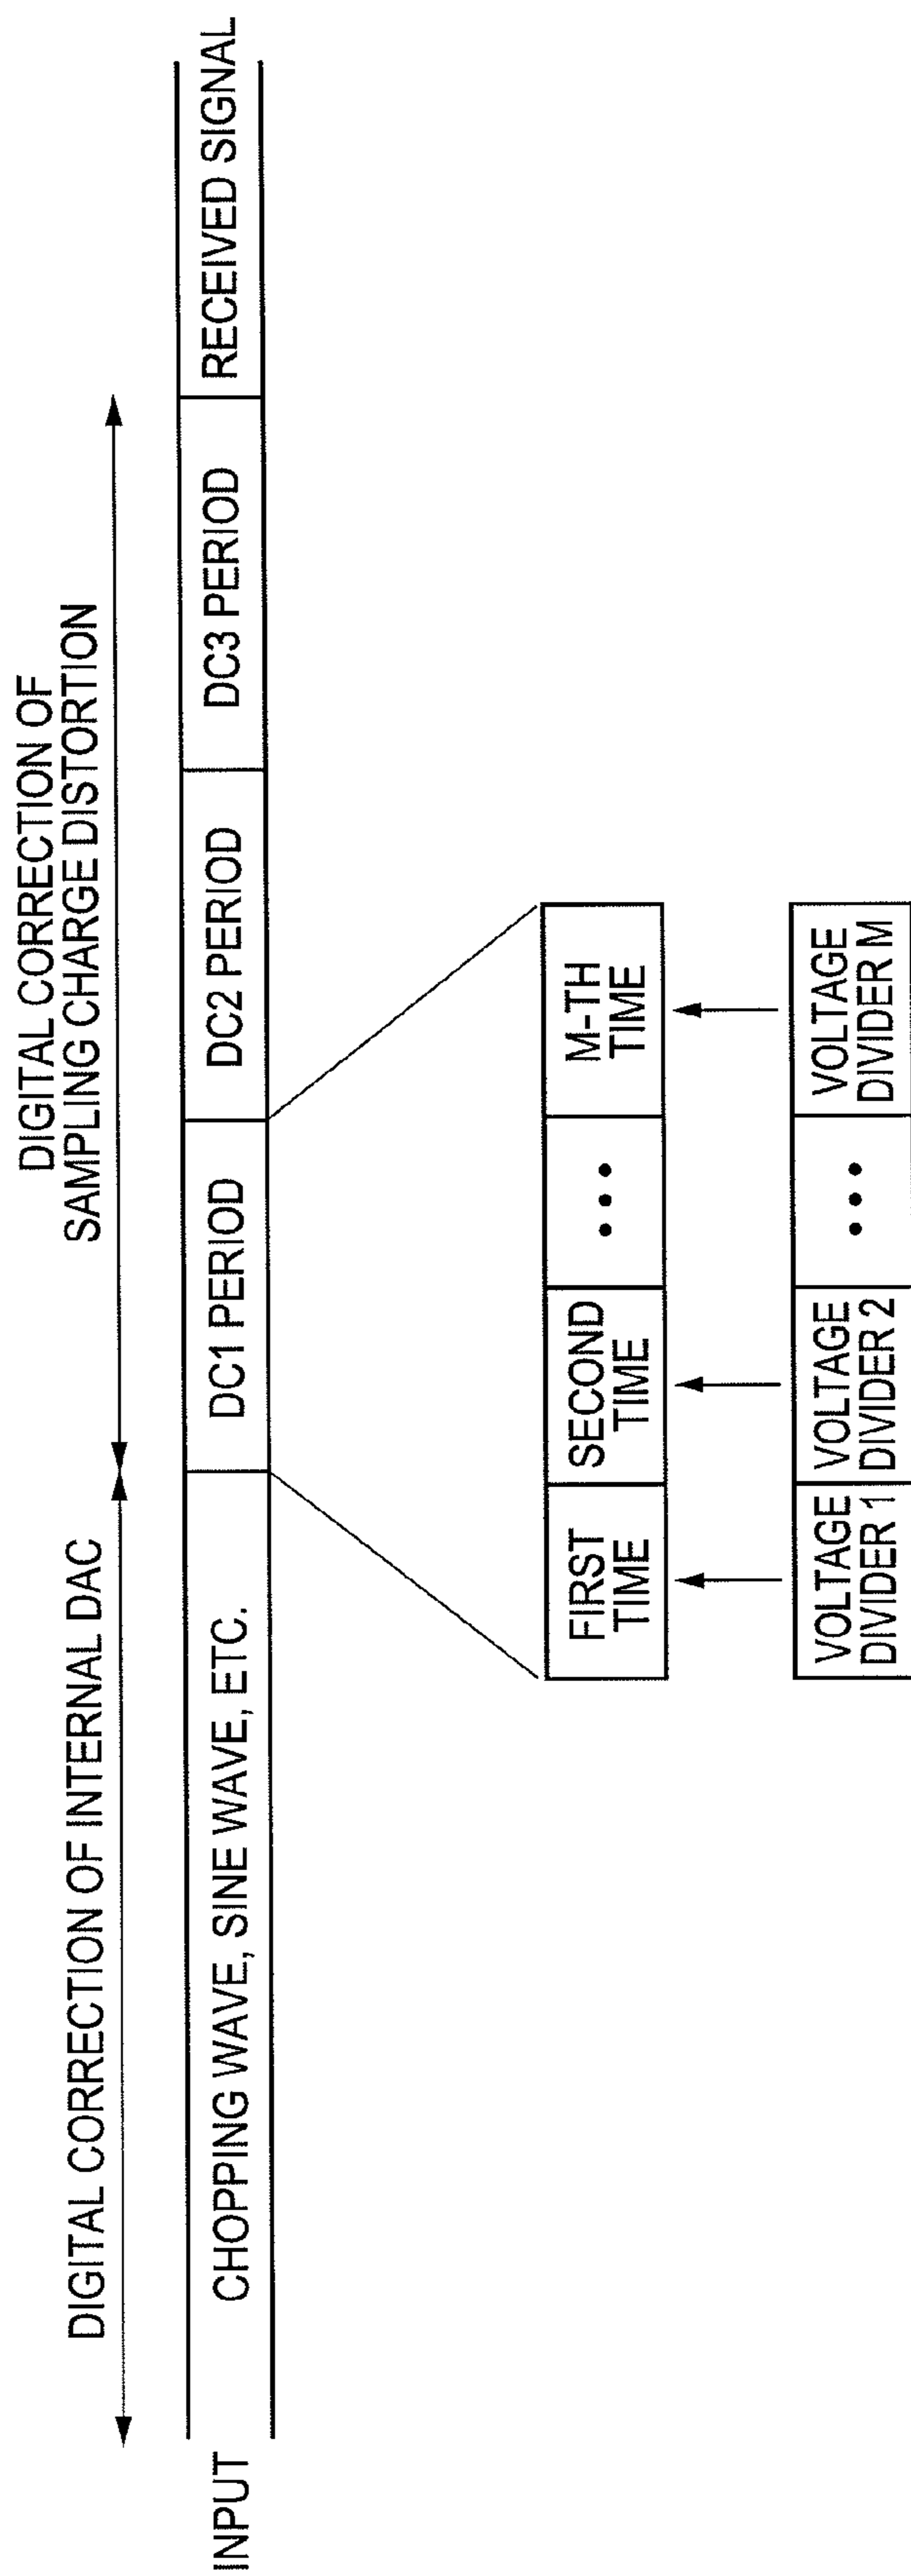 DIGITAL CORRECTION OF INTERNAL DAC
DIGITAL CORRECTION OF
SAMPLING CHARGE DISTORTION
INPUT
CHOPPING WAVE, SINE WAVE, ETC.
DC1 PERIOD
DC2 PERIOD
DC3 PERIOD
RECEIVED SIGNAL
FIRST
TIME
SECOND
TIME
•••
M-TH
TIME
VOLTAGE
DIVIDER 1
VOLTAGE
DIVIDER 2
•••
VOLTAGE
DIVIDER M